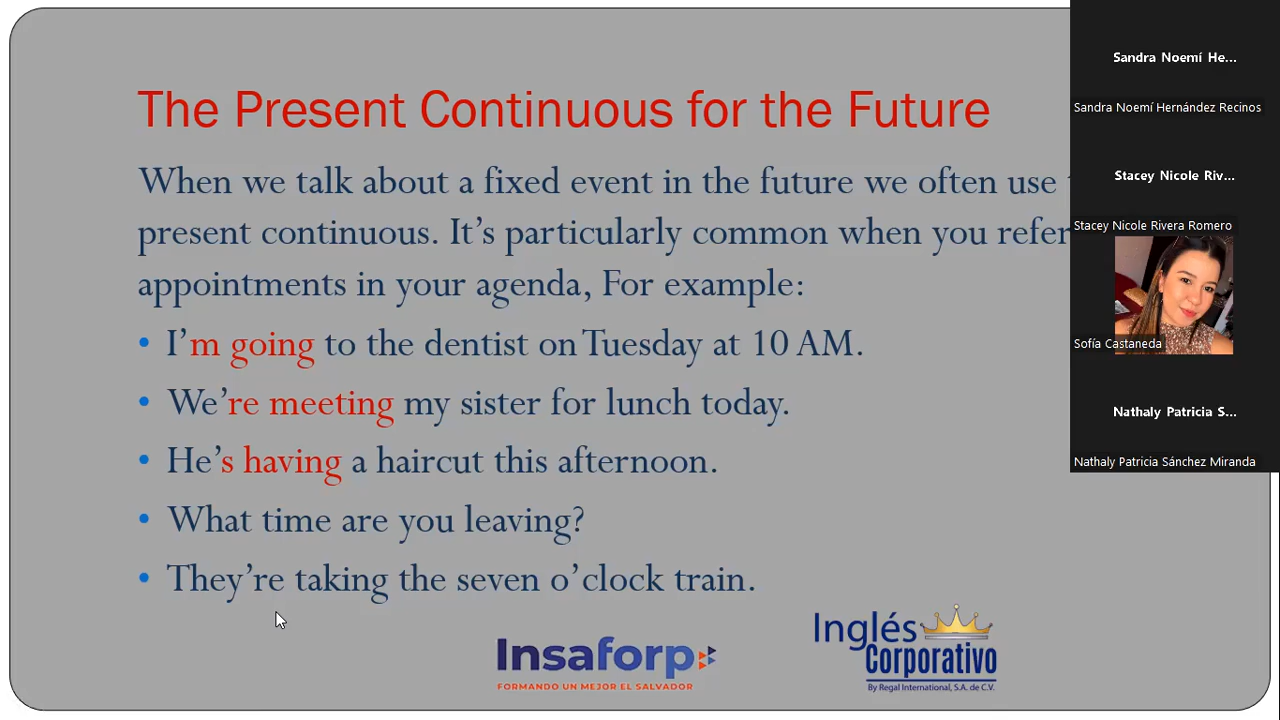 The Present Continuous for the Future
When we talk about a fixed event in the future we often use
present continuous. It's particularly common when you refer
appointments in your agenda, For example:
• I'm going to the dentist on Tuesday at 10 AM.
• We're meeting my sister for lunch today.
• He's having a haircut this afternoon.
• What time are you leaving?
• They're taking the seven o'clock train.
Insaforp
FORMANDO UN MEJOR EL SALVADOR
Inglés
Corporativo
By Regal International, S.A. de C.V.
Sandra Noemí He...
Sandra Noemí Hernández Recinos
Stacey Nicole Riv...
Stacey Nicole Rivera Romero
Sofía Castaneda
Nathaly Patricia S...
Nathaly Patricia Sánchez Miranda